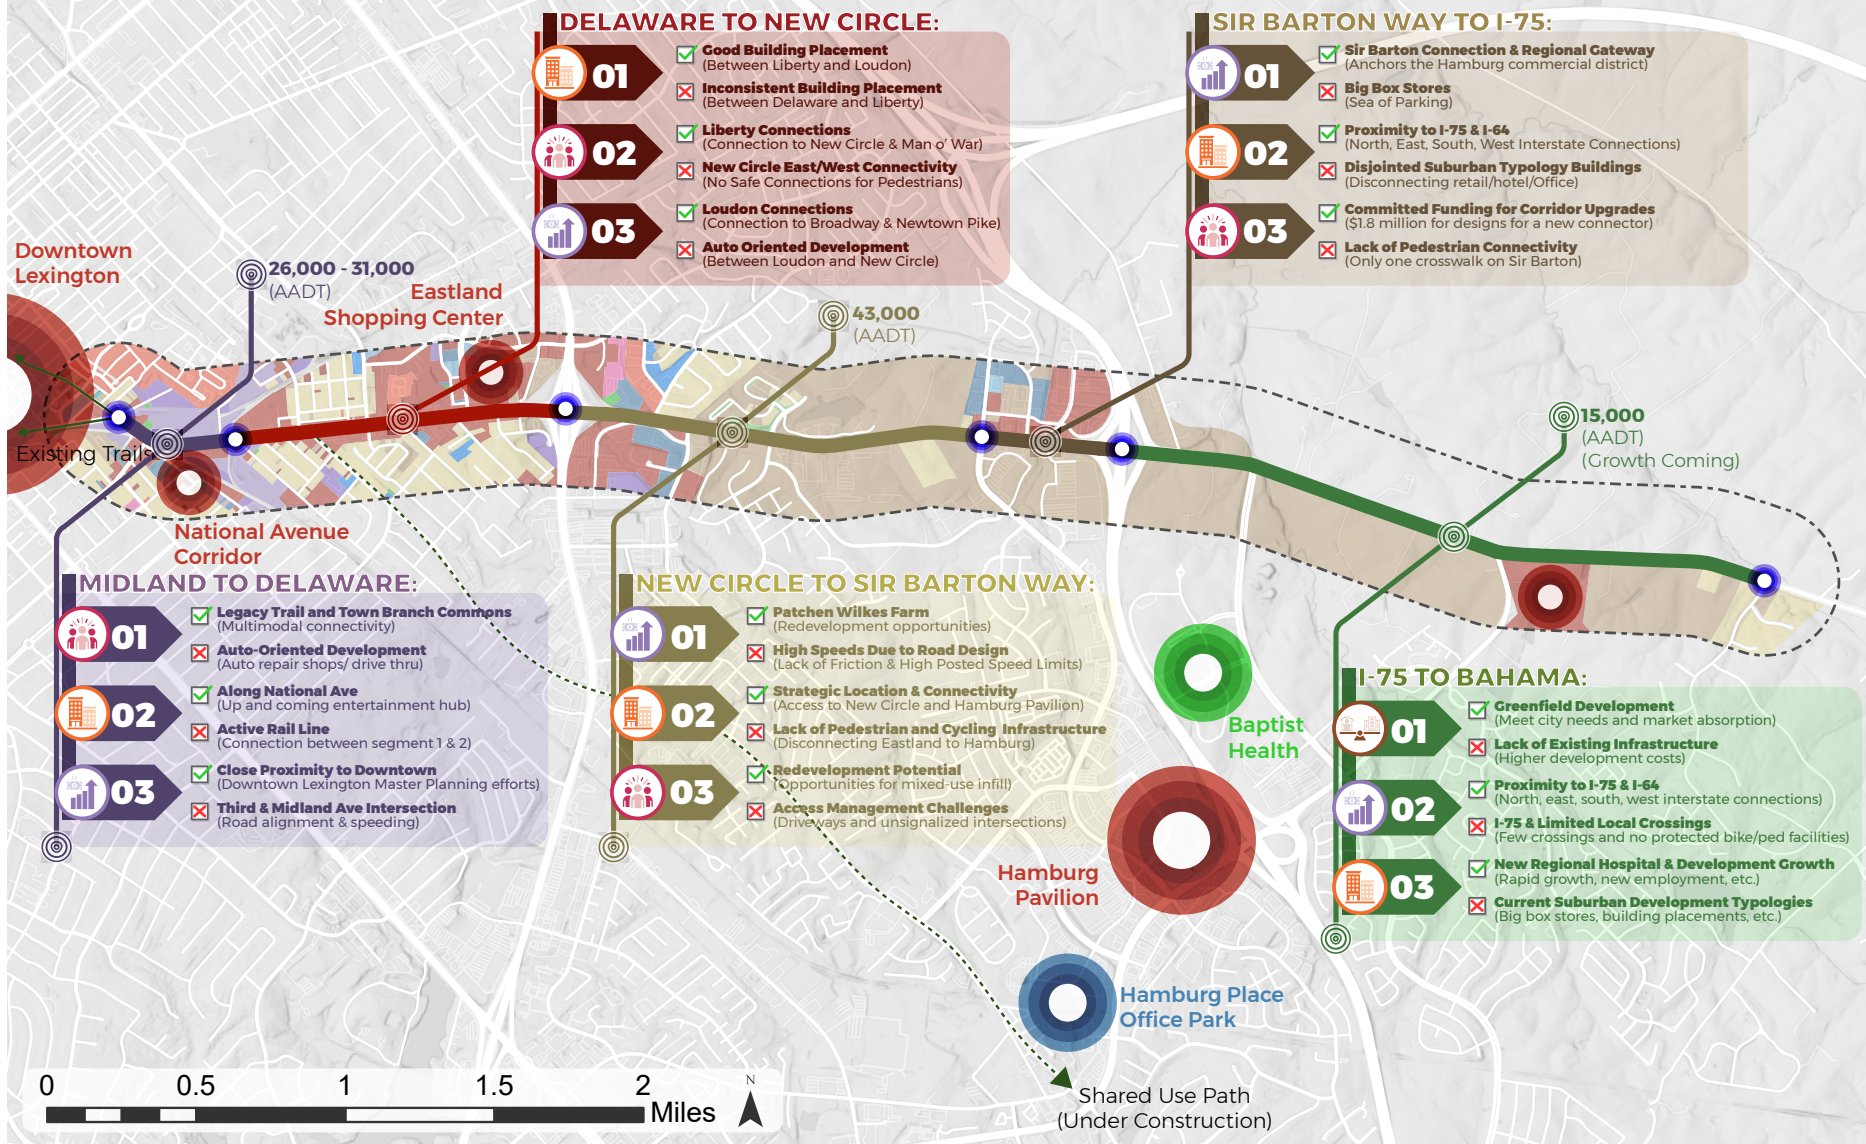 DELAWARE TO NEW CIRCLE:
01
Good Building Placement
(Between Liberty and Loudon)
Inconsistent Building Placement
(Between Delaware and Liberty)
02
Liberty Connections
(Connection to New Circle & Man o' War)
New Circle East/West Connectivity
(No Safe Connections for Pedestrians)
03
Loudon Connections
(Connection to Broadway & Newtown Pike)
Auto Oriented Development
(Between Loudon and New Circle)
SIR BARTON WAY TO I-75:
01
Sir Barton Connection & Regional Gateway
(Anchors the Hamburg commercial district)
Big Box Stores
(Sea of Parking)
02
Proximity to I-75 & I-64
(North, East, South, West Interstate Connections)
Disjointed Suburban Typology Buildings
(Disconnecting retail/hotel/Office)
03
Committed Funding for Corridor Upgrades
($1.8 million for designs for a new connector)
Lack of Pedestrian Connectivity
(Only one crosswalk on Sir Barton)
Downtown
Lexington
26,000 - 31,000
(AADT)
Eastland
Shopping Center
43,000
(AADT)
15,000
(AADT)
(Growth Coming)
Existing Trails
National Avenue
Corridor
MIDLAND TO DELAWARE:
01
Legacy Trail and Town Branch Commons
(Multimodal connectivity)
Auto-Oriented Development
(Auto repair shops/ drive thru)
02
Along National Ave
(Up and coming entertainment hub)
Active Rail Line
(Connection between segment 1 & 2)
03
Close Proximity to Downtown
(Downtown Lexington Master Planning efforts)
Third & Midland Ave Intersection
(Road alignment & speeding)
NEW CIRCLE TO SIR BARTON WAY:
01
Patchen Wilkes Farm
(Redevelopment opportunities)
High Speeds Due to Road Design
(Lack of Friction & High Posted Speed Limits)
02
Strategic Location & Connectivity
(Access to New Circle and Hamburg Pavilion)
Lack of Pedestrian and Cycling Infrastructure
(Disconnecting Eastland to Hamburg)
03
Redevelopment Potential
(Opportunities for mixed-use infill)
Access Management Challenges
(Driveways and unsignalized intersections)
Baptist
Health
I-75 TO BAHAMA:
01
Greenfield Development
(Meet city needs and market absorption)
Lack of Existing Infrastructure
(Higher development costs)
02
Proximity to I-75 & I-64
(North, east, south, west interstate connections)
I-75 & Limited Local Crossings
(Few crossings and no protected bike/ped facilities)
03
New Regional Hospital & Development Growth
(Rapid growth, new employment, etc.)
Current Suburban Development Typologies
(Big box stores, building placements, etc.)
Hamburg
Pavilion
Hamburg Place
Office Park
Shared Use Path
(Under Construction)
0 0.5 1 1.5 2
Miles
N